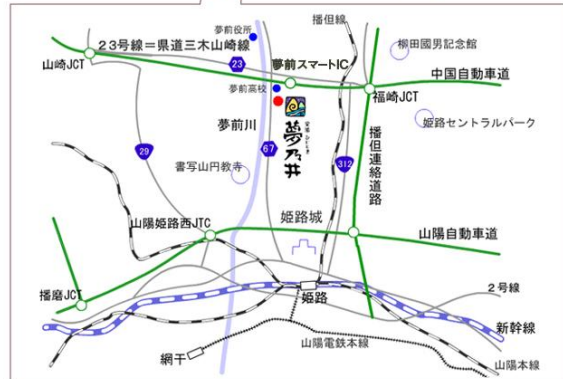 夢前役所
播但線
23号線=県道三木山崎線
柳田國男記念館
山崎JCT
23
夢前スマートIC
中国自動車道
夢前高校
福崎JCT
夢乃井
夢前川
姫路セントラルパーク
29
67
312
播但連絡道路
書写山円教寺
姫路城
山陽姫路西JTC
山陽自動車道
播磨JCT
姫路
2号線
新幹線
網干
山陽電鉄本線
山陽本線